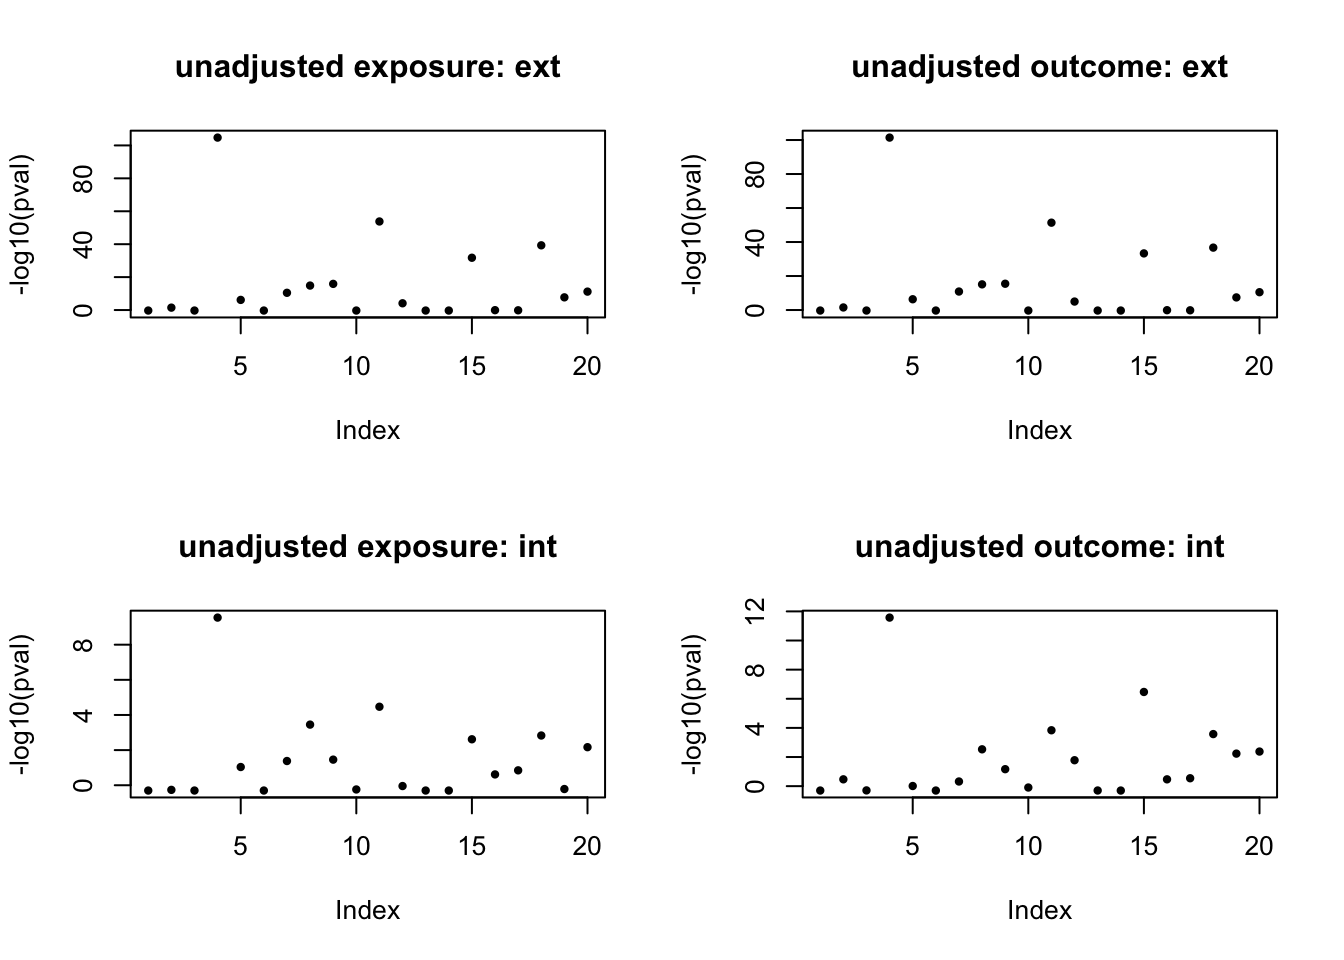 unadjusted exposure: ext
-log10(pval)
80
40
0
5 10 15 20
Index
unadjusted outcome: ext
-log10(pval)
80
40
0
5 10 15 20
Index
unadjusted exposure: int
-log10(pval)
8
4
0
5 10 15 20
Index
unadjusted outcome: int
-log10(pval)
12
8
4
0
5 10 15 20
Index